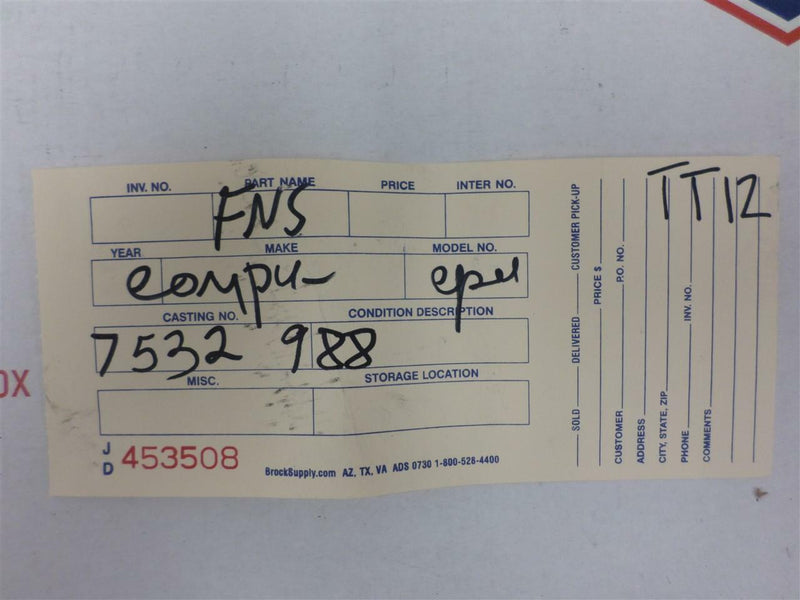 INV. NO. PART NAME PRICE INTER NO.
FNS
YEAR MAKE MODEL NO.
compu- cpu
CASTING NO. CONDITION DESCRIPTION
7532 988
MISC. STORAGE LOCATION
JD 453508
BrockSupply.com AZ, TX, VA ADS 0730 1-800-528-4400
SOLD DELIVERED CUSTOMER PICK-UP
PRICE $
CUSTOMER P.O. NO.
ADDRESS
CITY, STATE, ZIP
PHONE INV. NO.
COMMENTS
TT12
OX